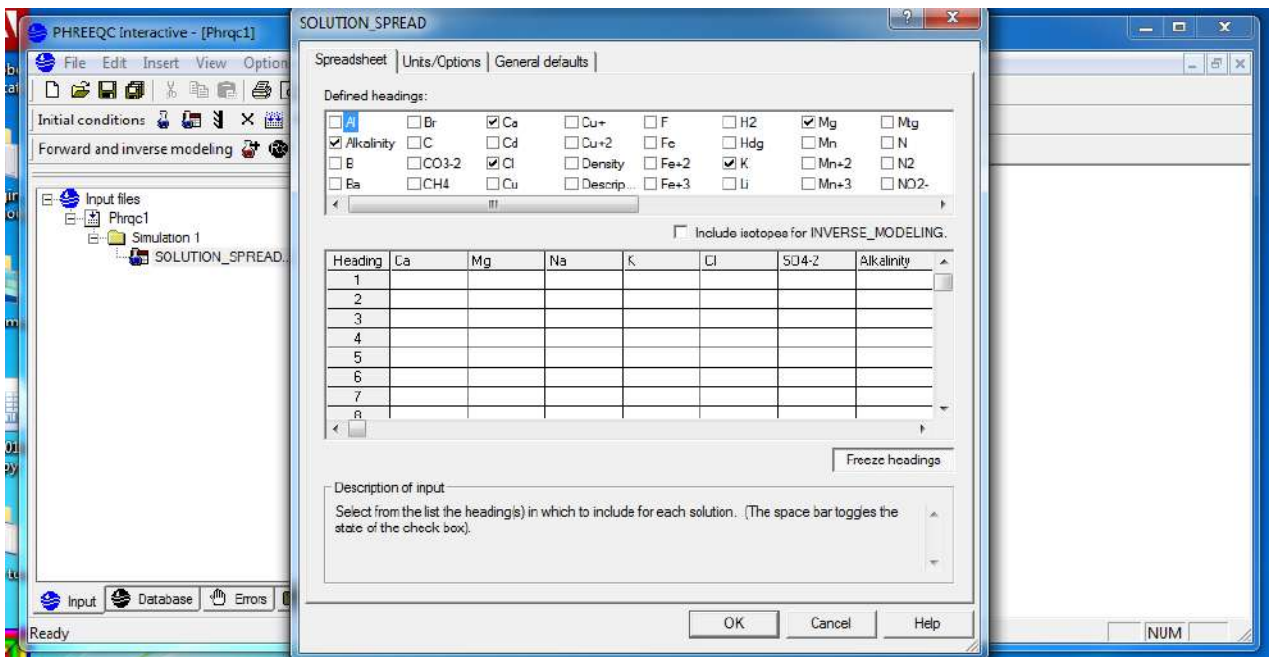 PHREEQC Interactive - [Phrqc1]
File Edit Insert View Option
Initial conditions
Forward and inverse modeling
Input files
Phrqc1
Simulation 1
SOLUTION_SPREAD...
Input Database Errors
Ready
SOLUTION_SPREAD
Spreadsheet Units/Options General defaults
Defined headings:
Al Br Ca Cu+ F H2 Mg Mtg
Alkalinity C Cd Cu+2 Fe Hdg Mn N
B CO3-2 Cl Density Fe+2 K Mn+2 N2
Ba CH4 Cu Descrip... Fe+3 Li Mn+3 NO2-
Include isotopes for INVERSE_MODELING.
Heading Ca Mg Na K Cl SO4-2 Alkalinity
1
2
3
4
5
6
7
8
Freeze headings
Description of input
Select from the list the heading(s) in which to include for each solution. (The space bar toggles the
state of the check box).
OK Cancel Help
NUM